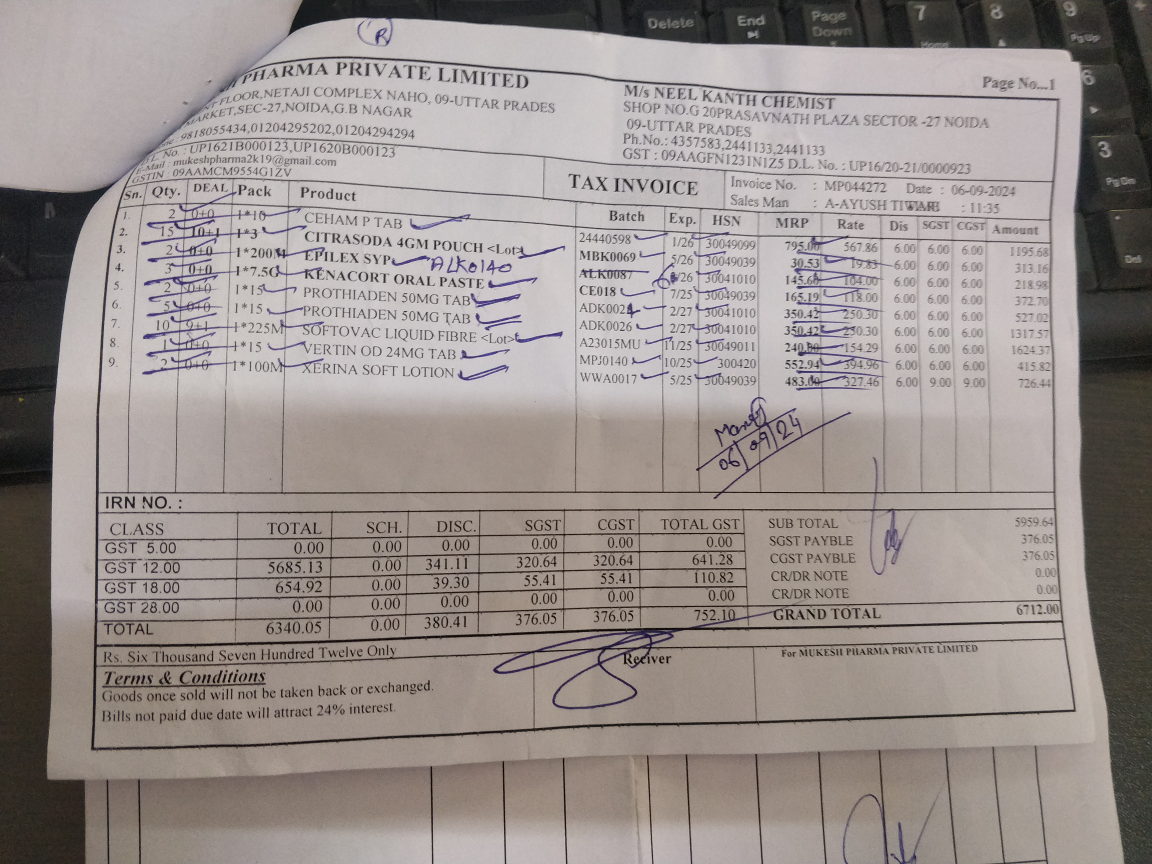 R
PHARMA PRIVATE LIMITED
FLOOR,NETAJI COMPLEX NAHO, 09-UTTAR PRADES
MARKET,SEC-27,NOIDA,G.B NAGAR
9818055434,01204295202,01204294294
D.L. No. : UP1621B000123,UP1620B000123
E-Mail : mukeshpharma2k19@gmail.com
GSTIN : 09AAMCM9554G1ZV
Page No...1
M/s NEEL KANTH CHEMIST
SHOP NO.G 20PRASAVNATH PLAZA SECTOR -27 NOIDA
09-UTTAR PRADES
Ph.No.: 4357583,2441133,2441133
GST : 09AAGFN1231N1Z5 D.L. No. : UP16/20-21/0000923
TAX INVOICE
Invoice No. : MP044272 Date : 06-09-2024
Sales Man : A-AYUSH TIWARI : 11:35
Sn. Qty. DEAL Pack Product Batch Exp. HSN MRP Rate Dis SGST CGST Amount
1. 2 0+0 1*10 CEHAM P TAB 24440598 1/26 30049099 795.00 567.86 6.00 6.00 6.00 1195.68
2. 15 10+1 1*3 CITRASODA 4GM POUCH <Lot> MBK0069 5/26 30049039 30.53 19.83 6.00 6.00 6.00 313.16
3. 2 0+0 1*200M EPILEX SYP ALK0140 ALK0087 /26 30041010 145.60 104.00 6.00 6.00 6.00 218.98
4. 3 0+0 1*7.5G KENACORT ORAL PASTE CE018 7/25 30049039 165.19 118.00 6.00 6.00 6.00 372.70
5. 2 0+0 1*15 PROTHIADEN 50MG TAB ADK002 2/27 30041010 350.42 250.30 6.00 6.00 6.00 527.02
6. 5 0+0 1*15 PROTHIADEN 50MG TAB ADK0026 2/27 30041010 350.42 250.30 6.00 6.00 6.00 1317.57
7. 10 9+1 1*225M SOFTOVAC LIQUID FIBRE <Lot> A23015MU 11/25 30049011 240.00 154.29 6.00 6.00 6.00 1624.37
8. 1 0+0 1*15 VERTIN OD 24MG TAB MPJ0140 10/25 300420 552.94 394.96 6.00 6.00 6.00 415.82
9. 2 0+0 1*100M XERINA SOFT LOTION WWA0017 5/25 30049039 483.00 327.46 6.00 9.00 9.00 726.44
06/09/24
IRN NO. :
CLASS TOTAL SCH. DISC. SGST CGST TOTAL GST
GST 5.00 0.00 0.00 0.00 0.00 0.00 0.00
GST 12.00 5685.13 0.00 341.11 320.64 320.64 641.28
GST 18.00 654.92 0.00 39.30 55.41 55.41 110.82
GST 28.00 0.00 0.00 0.00 0.00 0.00 0.00
TOTAL 6340.05 0.00 380.41 376.05 376.05 752.10
SUB TOTAL 5959.64
SGST PAYBLE 376.05
CGST PAYBLE 376.05
CR/DR NOTE 0.00
CR/DR NOTE 0.00
GRAND TOTAL 6712.00
Rs. Six Thousand Seven Hundred Twelve Only
Terms & Conditions
Goods once sold will not be taken back or exchanged.
Bills not paid due date will attract 24% interest.
Reciver
For MUKESH PHARMA PRIVATE LIMITED
Delete
End
Page Down
7
Home
8
9
PgUp
6
3
Pg Dn
Del